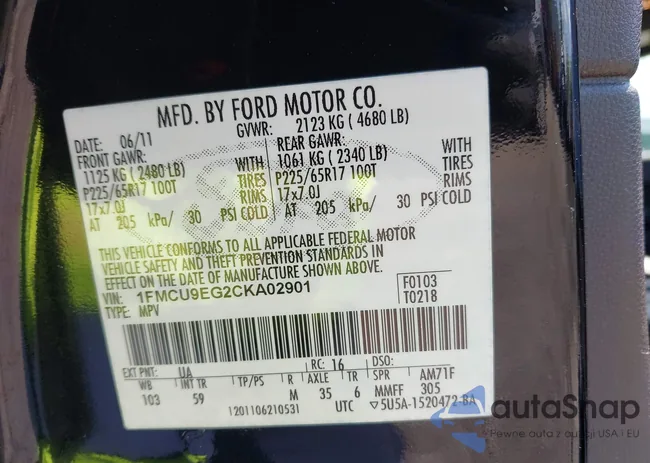 MFD. BY FORD MOTOR CO.
DATE: 06/11 GVWR: 2123 KG ( 4680 LB)
FRONT GAWR: REAR GAWR:
1125 KG ( 2480 LB) WITH 1061 KG ( 2340 LB) WITH
P225/65R17 100T TIRES P225/65R17 100T TIRES
17x7.0J RIMS 17x7.0J RIMS
AT 205 kPa/ 30 PSI COLD AT 205 kPa/ 30 PSI COLD
THIS VEHICLE CONFORMS TO ALL APPLICABLE FEDERAL MOTOR
VEHICLE SAFETY AND THEFT PREVENTION STANDARDS IN
EFFECT ON THE DATE OF MANUFACTURE SHOWN ABOVE.
VIN: 1FMCU9EG2CKA02901 F0103
TYPE: MPV T0218
EXT PNT: UA RC: 16 DSO:
WB INT TR TP/PS R AXLE TR SPR AM71F
103 59 M 35 6 MMFF 305
1201106210531 UTC ▽5U5A-1520472-BA
autoSnap
Pewne auto z aukcji USA i EU